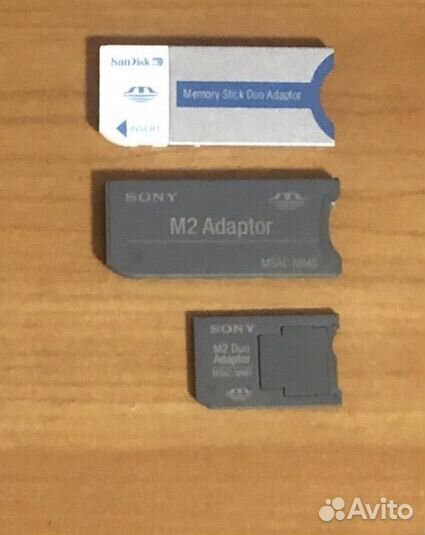 SanDisk
Memory Stick Duo Adaptor
INSERT
SONY
M2 Adaptor
MSAC-MMS
SONY
M2 Duo
Adaptor
MSAC-MMD
Avito